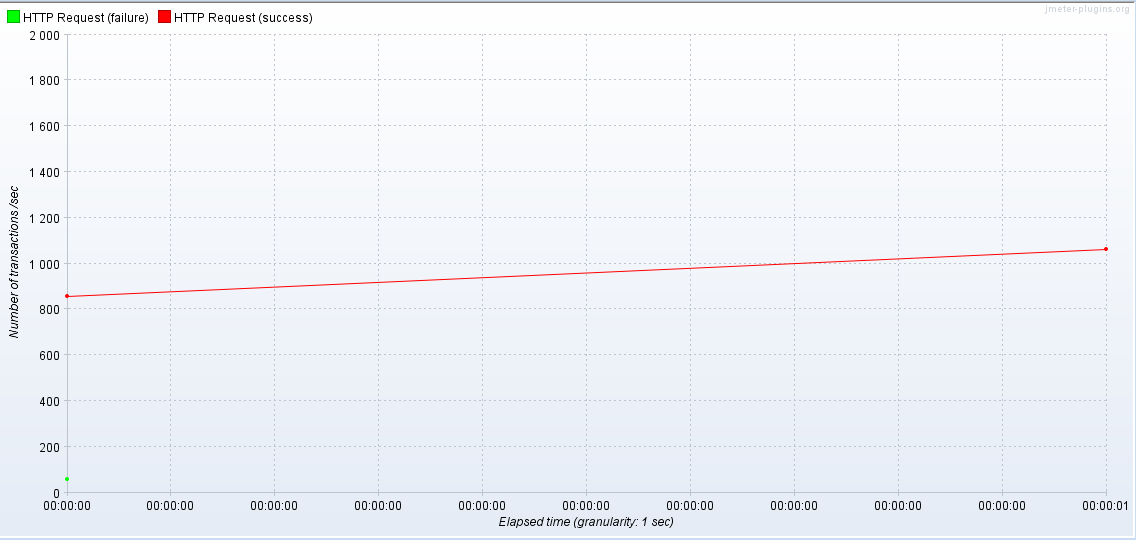 jmeter-plugins.org
HTTP Request (failure) HTTP Request (success)
2 000
1 800
1 600
1 400
1 200
1 000
800
600
400
200
0
Number of transactions /sec
00:00:00 00:00:00 00:00:00 00:00:00 00:00:00 00:00:00 00:00:00 00:00:00 00:00:00 00:00:00 00:00:01
Elapsed time (granularity: 1 sec)